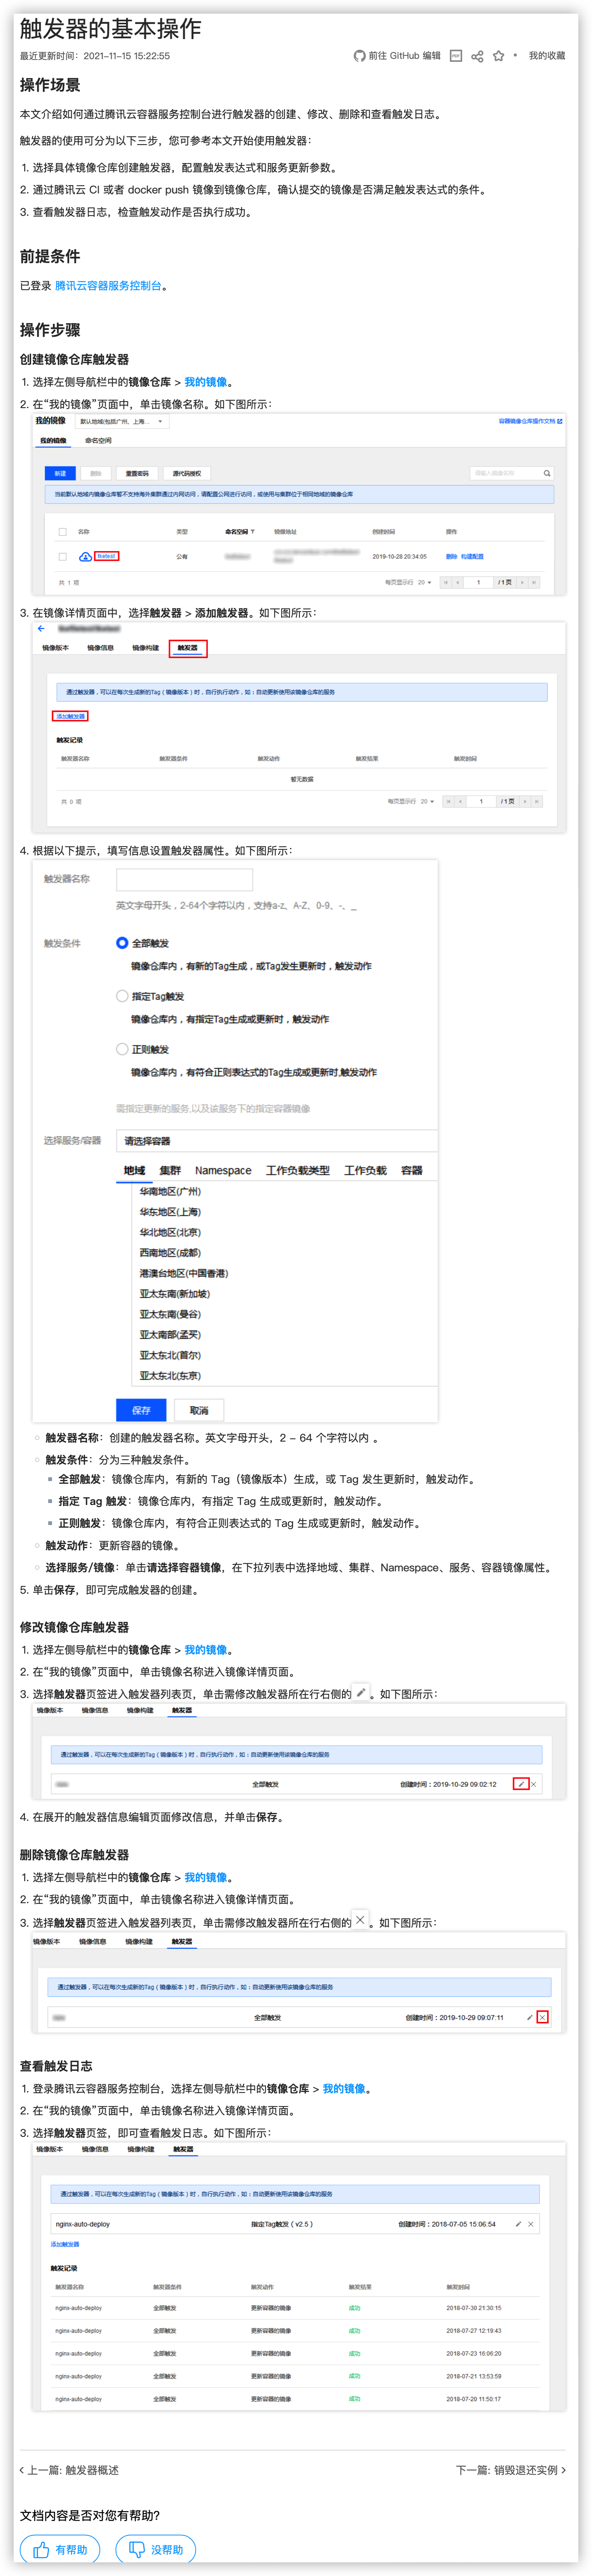 触发器的基本操作
最近更新时间：2021-11-15 15:22:55 前往 GitHub 编辑 PDF 我的收藏
操作场景
本文介绍如何通过腾讯云容器服务控制台进行触发器的创建、修改、删除和查看触发日志。
触发器的使用可分为以下三步，您可参考本文开始使用触发器：
1. 选择具体镜像仓库创建触发器，配置触发表达式和服务更新参数。
2. 通过腾讯云 CI 或者 docker push 镜像到镜像仓库，确认提交的镜像是否满足触发表达式的条件。
3. 查看触发器日志，检查触发动作是否执行成功。
前提条件
已登录 腾讯云容器服务控制台。
操作步骤
创建镜像仓库触发器
1. 选择左侧导航栏中的镜像仓库 > 我的镜像。
2. 在“我的镜像”页面中，单击镜像名称。如下图所示：
我的镜像 默认地域(包括广州、上海... 容器镜像仓库操作文档
我的镜像 命名空间
新建 删除 重置密码 源代码授权 请输入镜像名称
当前默认地域内镜像仓库暂不支持海外集群通过内网访问，请配置公网进行访问，或使用与集群位于相同地域的镜像仓库
名称 类型 命名空间 镜像地址 创建时间 操作
公有 2019-10-28 20:34:05 删除 构建配置
共 1 项 每页显示行 20 1 / 1 页
3. 在镜像详情页面中，选择触发器 > 添加触发器。如下图所示：
镜像版本 镜像信息 镜像构建 触发器
通过触发器，可以在每次生成新的Tag（镜像版本）时，自行执行动作，如：自动更新使用该镜像仓库的服务
添加触发器
触发记录
触发器名称 触发器条件 触发动作 触发结果 触发时间
暂无数据
共 0 项 每页显示行 20 1 / 1 页
4. 根据以下提示，填写信息设置触发器属性。如下图所示：
触发器名称
英文字母开头，2-64个字符以内，支持a-z、A-Z、0-9、-、_
触发条件 全部触发
镜像仓库内，有新的Tag生成，或Tag发生更新时，触发动作
指定Tag触发
镜像仓库内，有指定Tag生成或更新时，触发动作
正则触发
镜像仓库内，有符合正则表达式的Tag生成或更新时,触发动作
需指定更新的服务,以及该服务下的指定容器镜像
选择服务/容器 请选择容器
地域 集群 Namespace 工作负载类型 工作负载 容器
华南地区(广州)
华东地区(上海)
华北地区(北京)
西南地区(成都)
港澳台地区(中国香港)
亚太东南(新加坡)
亚太东南(曼谷)
亚太南部(孟买)
亚太东北(首尔)
亚太东北(东京)
保存 取消
触发器名称：创建的触发器名称。英文字母开头，2 - 64 个字符以内 。
触发条件：分为三种触发条件。
全部触发：镜像仓库内，有新的 Tag（镜像版本）生成，或 Tag 发生更新时，触发动作。
指定 Tag 触发：镜像仓库内，有指定 Tag 生成或更新时，触发动作。
正则触发：镜像仓库内，有符合正则表达式的 Tag 生成或更新时，触发动作。
触发动作：更新容器的镜像。
选择服务/镜像：单击请选择容器镜像，在下拉列表中选择地域、集群、Namespace、服务、容器镜像属性。
5. 单击保存，即可完成触发器的创建。
修改镜像仓库触发器
1. 选择左侧导航栏中的镜像仓库 > 我的镜像。
2. 在“我的镜像”页面中，单击镜像名称进入镜像详情页面。
3. 选择触发器页签进入触发器列表页，单击需修改触发器所在行右侧的 。如下图所示：
镜像版本 镜像信息 镜像构建 触发器
通过触发器，可以在每次生成新的Tag（镜像版本）时，自行执行动作，如：自动更新使用该镜像仓库的服务
全部触发 创建时间：2019-10-29 09:02:12
4. 在展开的触发器信息编辑页面修改信息，并单击保存。
删除镜像仓库触发器
1. 选择左侧导航栏中的镜像仓库 > 我的镜像。
2. 在“我的镜像”页面中，单击镜像名称进入镜像详情页面。
3. 选择触发器页签进入触发器列表页，单击需修改触发器所在行右侧的 。如下图所示：
镜像版本 镜像信息 镜像构建 触发器
通过触发器，可以在每次生成新的Tag（镜像版本）时，自行执行动作，如：自动更新使用该镜像仓库的服务
全部触发 创建时间：2019-10-29 09:07:11
查看触发日志
1. 登录腾讯云容器服务控制台，选择左侧导航栏中的镜像仓库 > 我的镜像。
2. 在“我的镜像”页面中，单击镜像名称进入镜像详情页面。
3. 选择触发器页签，即可查看触发日志。如下图所示：
镜像版本 镜像信息 镜像构建 触发器
通过触发器，可以在每次生成新的Tag（镜像版本）时，自行执行动作，如：自动更新使用该镜像仓库的服务
nginx-auto-deploy 指定Tag触发（v2.5） 创建时间：2018-07-05 15:06:54
添加触发器
触发记录
触发器名称 触发器条件 触发动作 触发结果 触发时间
nginx-auto-deploy 全部触发 更新容器的镜像 成功 2018-07-30 21:30:15
nginx-auto-deploy 全部触发 更新容器的镜像 成功 2018-07-27 12:19:43
nginx-auto-deploy 全部触发 更新容器的镜像 成功 2018-07-23 16:06:20
nginx-auto-deploy 全部触发 更新容器的镜像 成功 2018-07-21 13:53:59
nginx-auto-deploy 全部触发 更新容器的镜像 成功 2018-07-20 11:50:17
上一篇: 触发器概述 下一篇: 销毁退还实例
文档内容是否对您有帮助?
有帮助 没帮助